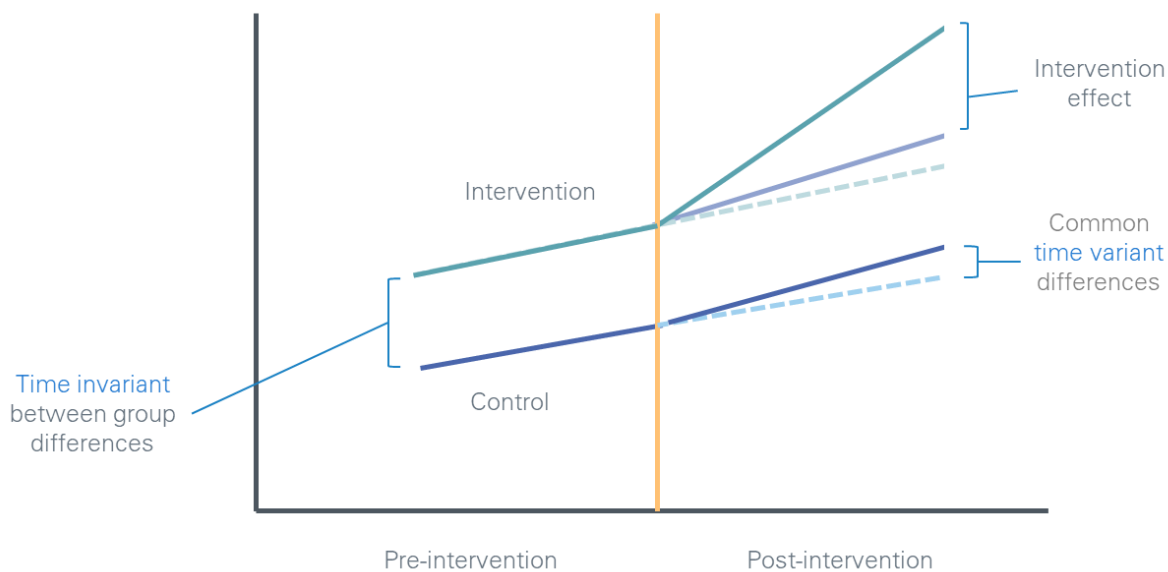 Intervention
effect
Intervention
Common
time variant
differences
Time invariant
between group
differences
Control
Pre-intervention
Post-intervention